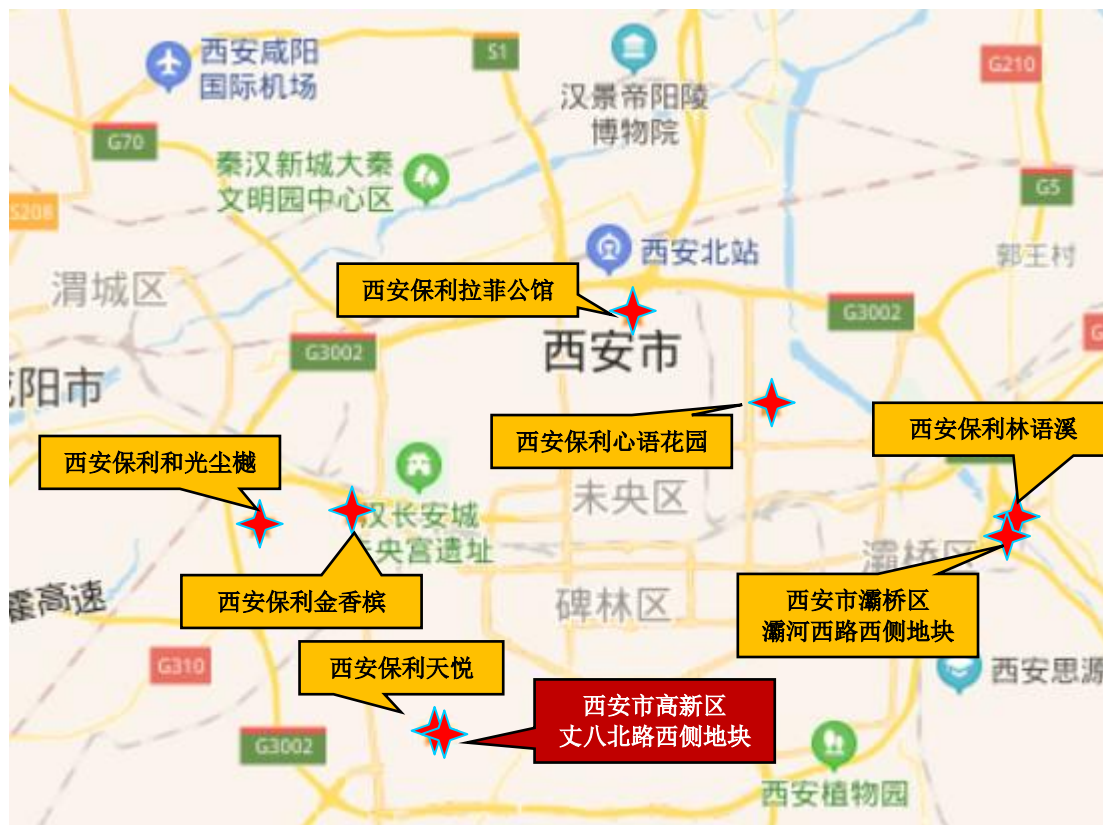 西安咸阳
国际机场
S1
汉景帝阳陵
博物院
G210
G70
秦汉新城大秦
文明园中心区
G5
S208
西安北站
郭王村
渭城区
西安保利拉菲公馆
G3002
G3002
西安市
阳市
西安保利心语花园
西安保利林语溪
西安保利和光尘樾
未央区
汉长安城
未央宫遗址
灞桥区
西安保利金香槟
碑林区
西安市灞桥区
灞河西路西侧地块
霍高速
G310
西安保利天悦
西安思源
西安市高新区
丈八北路西侧地块
G3002
西安植物园